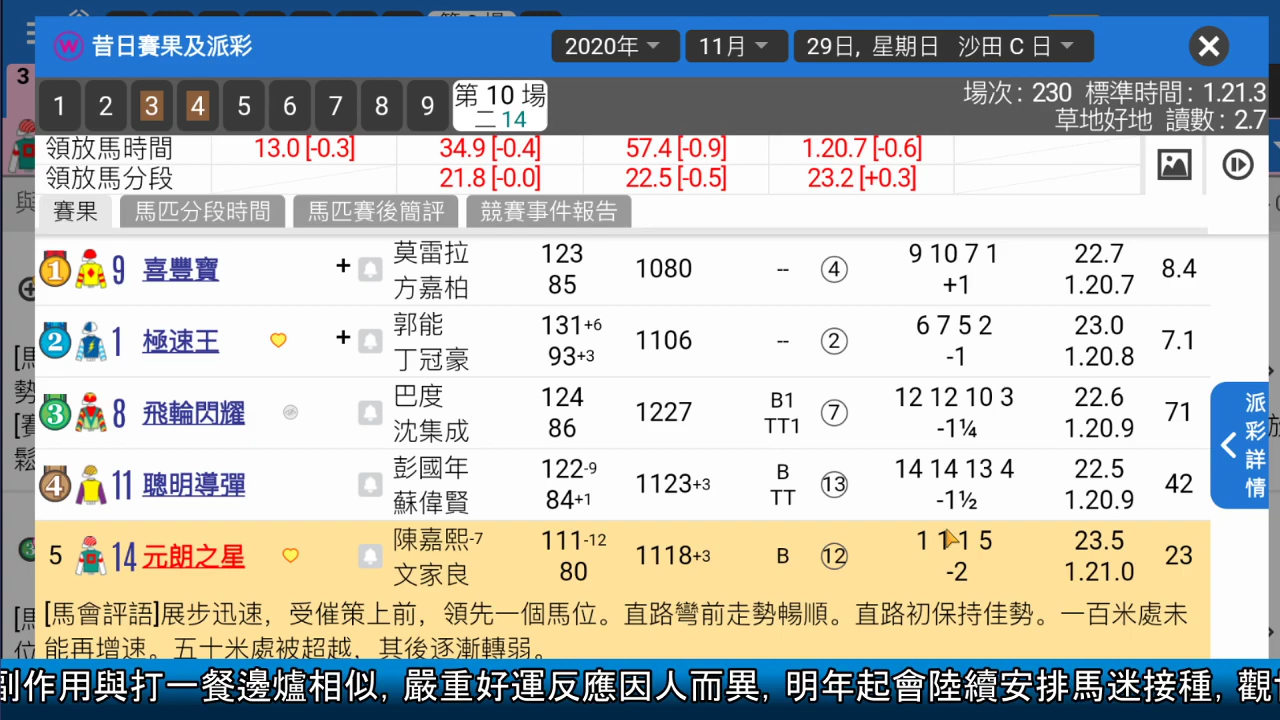 昔日賽果及派彩 2020年 11月 29日, 星期日 沙田 C 日
1 2 3 4 5 6 7 8 9 第 10 場 二 14
場次: 230 標準時間: 1.21.3
草地好地 讀數: 2.7
領放馬時間 13.0 [-0.3] 34.9 [-0.4] 57.4 [-0.9] 1.20.7 [-0.6]
領放馬分段 21.8 [-0.0] 22.5 [-0.5] 23.2 [+0.3]
賽果 馬匹分段時間 馬匹賽後簡評 競賽事件報告
1 9 喜豐寶 + 莫雷拉 123 1080 -- 4 9 10 7 1 22.7 8.4
方嘉柏 85 +1 1.20.7
2 1 極速王 + 郭能 131+6 1106 -- 2 6 7 5 2 23.0 7.1
丁冠豪 93+3 -1 1.20.8
3 8 飛輪閃耀 巴度 124 1227 B1 7 12 12 10 3 22.6 71
沈集成 86 TT1 -1¼ 1.20.9
4 11 聰明導彈 彭國年 122-9 1123+3 B 13 14 14 13 4 22.5 42
蘇偉賢 84+1 TT -1½ 1.20.9
5 14 元朗之星 陳嘉熙-7 111-12 1118+3 B 12 1 1 1 5 23.5 23
文家良 80 -2 1.21.0
[馬會評語]展步迅速，受催策上前，領先一個馬位。直路彎前走勢暢順。直路初保持佳勢。一百米處未
能再增速。五十米處被超越，其後逐漸轉弱。
派彩詳情
副作用與打一餐邊爐相似, 嚴重好運反應因人而異, 明年起會陸續安排馬迷接種, 觀